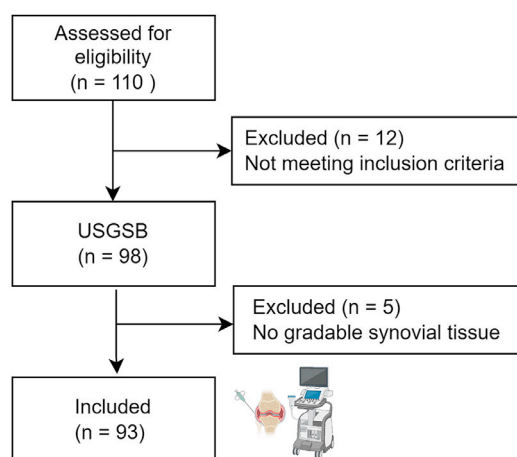 Assessed for
eligibility
(n = 110 )
Excluded (n = 12)
Not meeting inclusion criteria
USGSB
(n = 98)
Excluded (n = 5)
No gradable synovial tissue
Included
n = 93)